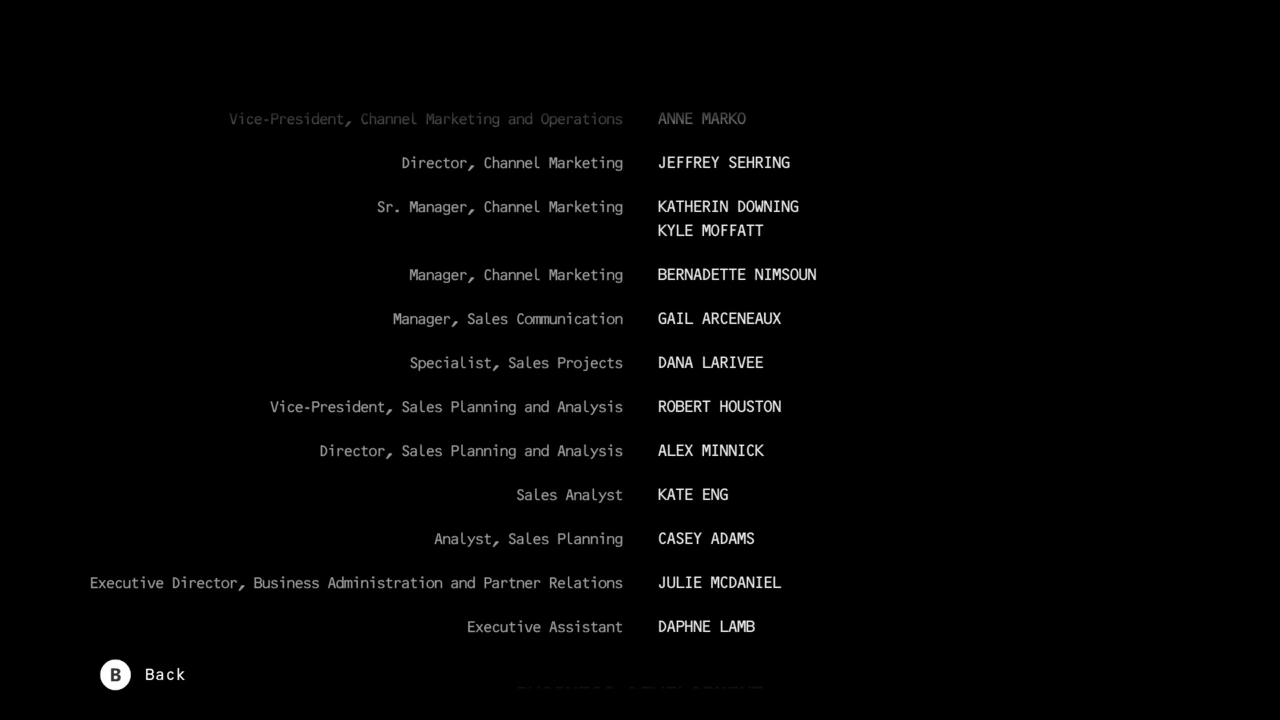 Vice-President, Channel Marketing and Operations ANNE MARKO
Director, Channel Marketing JEFFREY SEHRING
Sr. Manager, Channel Marketing KATHERIN DOWNING
KYLE MOFFATT
Manager, Channel Marketing BERNADETTE NIMSOUN
Manager, Sales Communication GAIL ARCENEAUX
Specialist, Sales Projects DANA LARIVEE
Vice-President, Sales Planning and Analysis ROBERT HOUSTON
Director, Sales Planning and Analysis ALEX MINNICK
Sales Analyst KATE ENG
Analyst, Sales Planning CASEY ADAMS
Executive Director, Business Administration and Partner Relations JULIE MCDANIEL
Executive Assistant DAPHNE LAMB
B Back